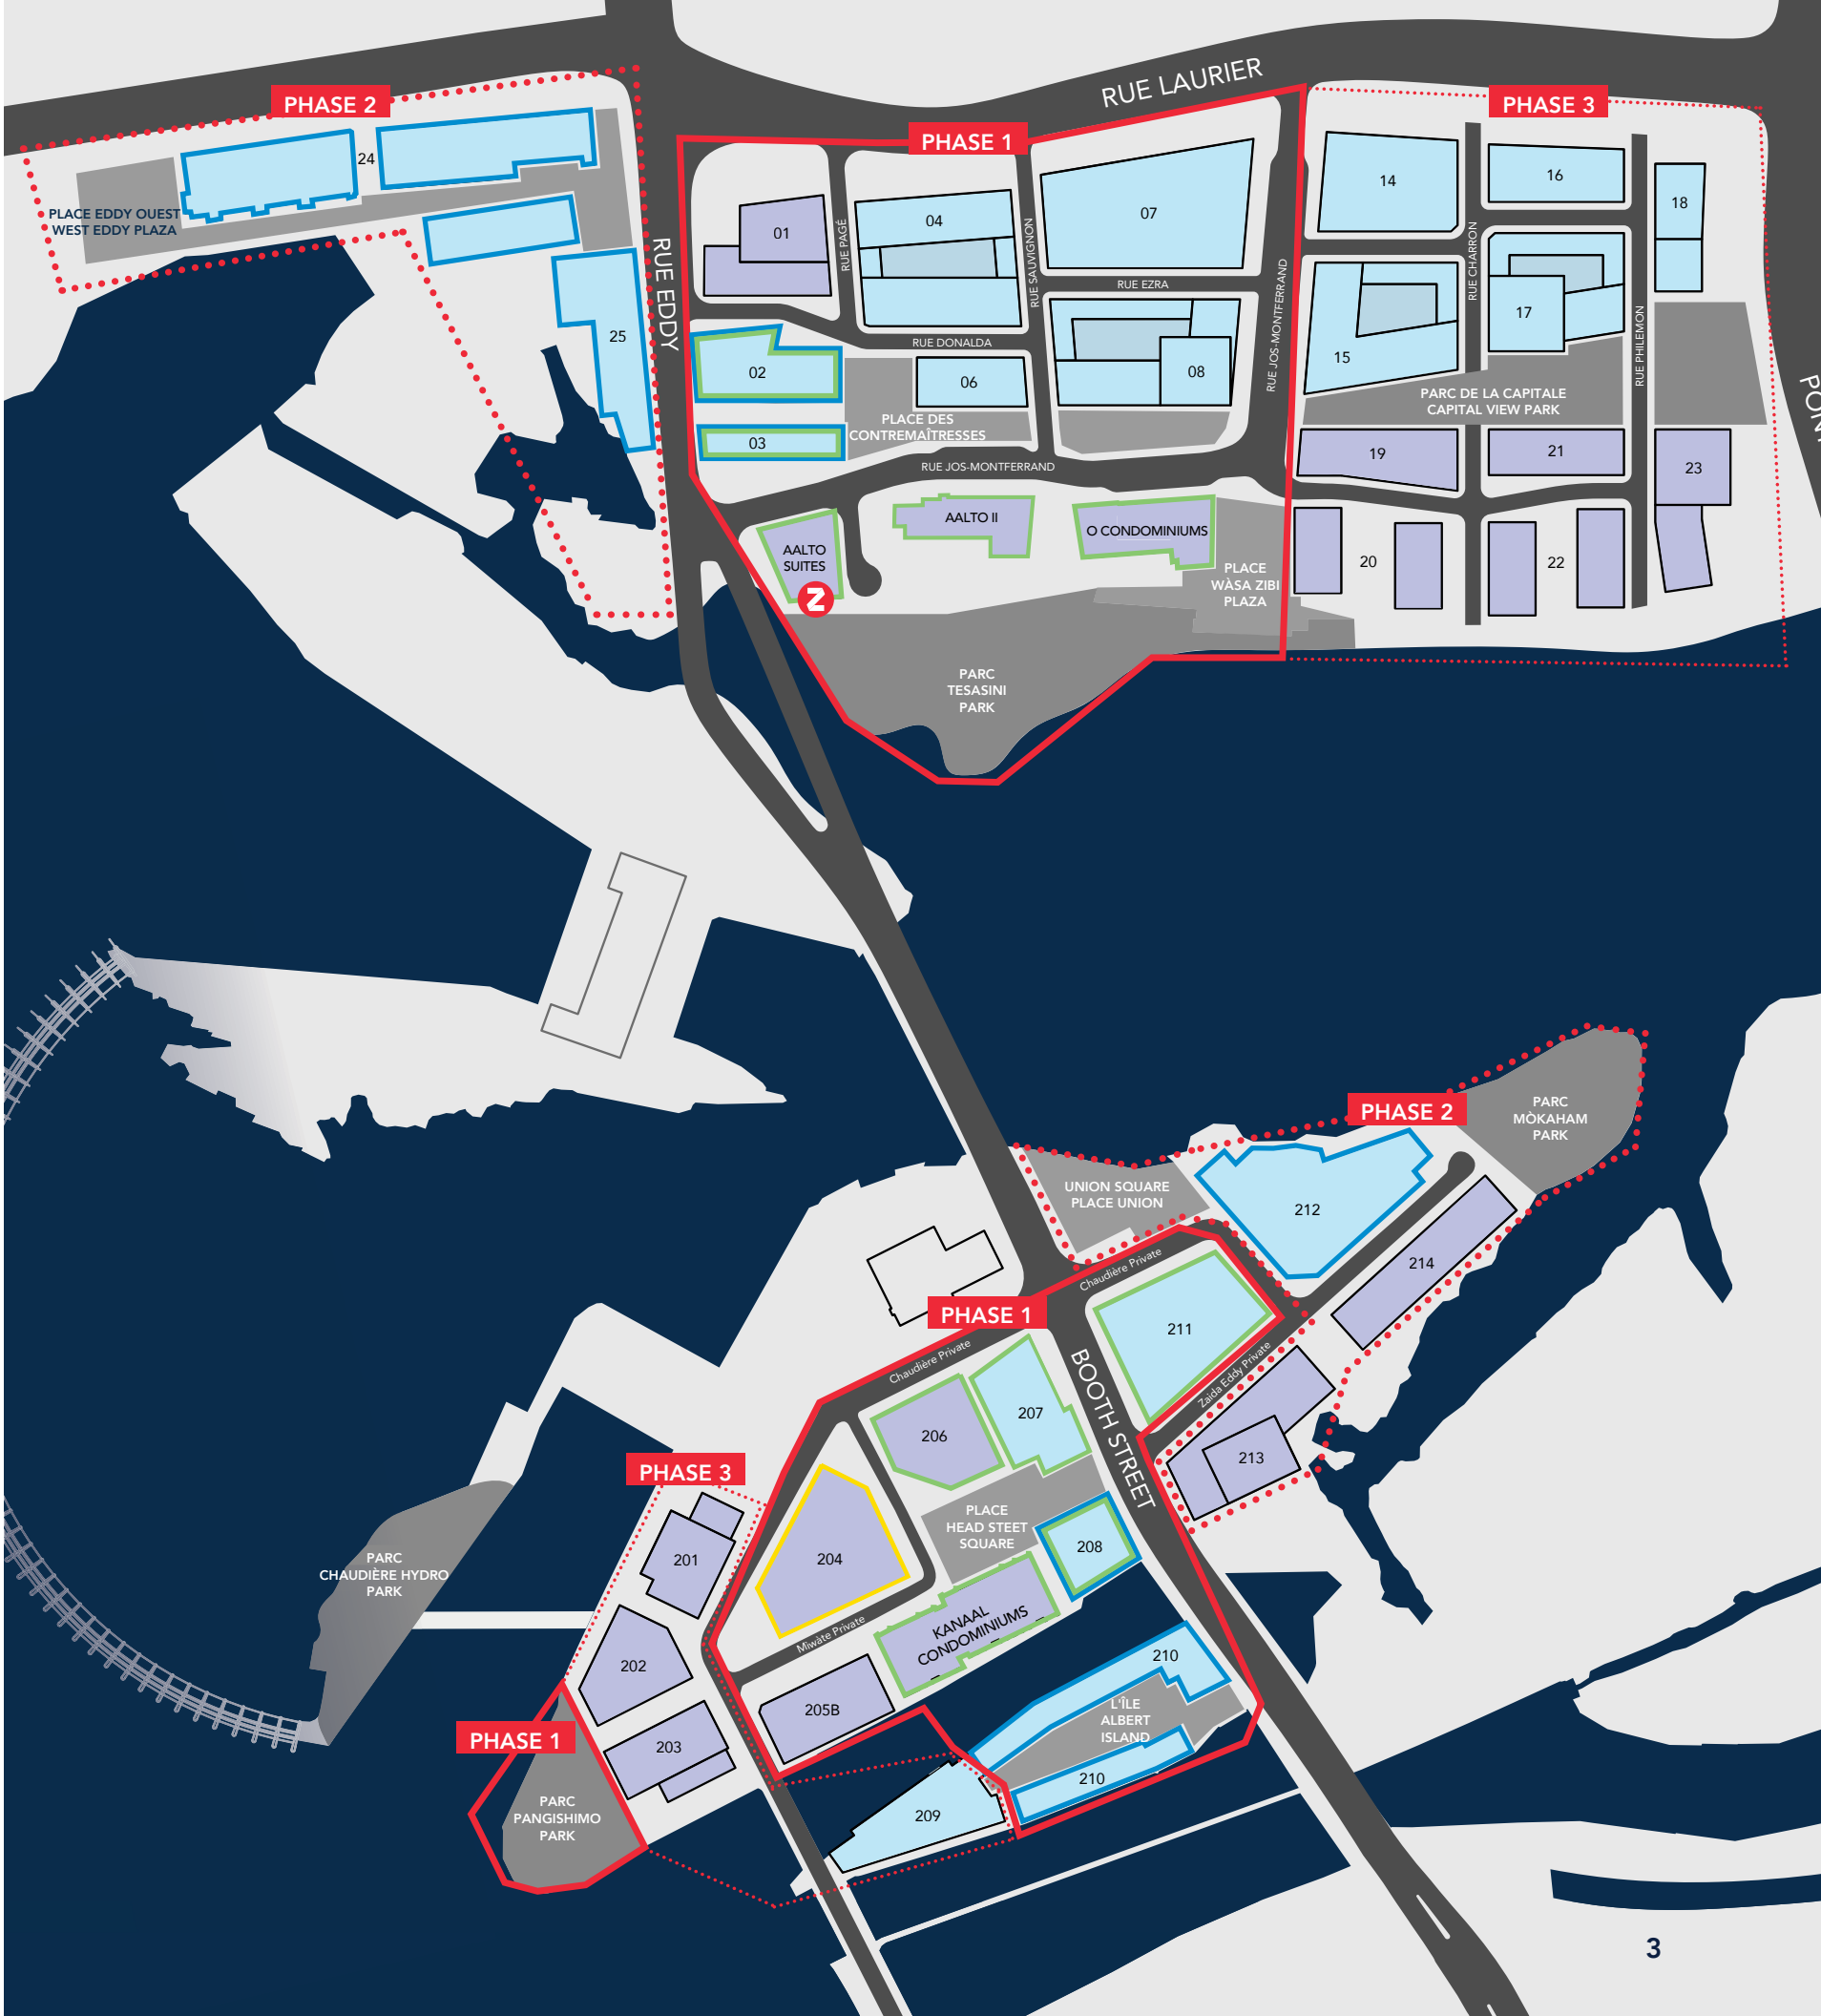 RUE LAURIER
PHASE 2
PHASE 1
PHASE 3
24
PLACE EDDY OUEST
WEST EDDY PLAZA
25
RUE EDDY
01
RUE PAGÉ
04
RUE SAUVIGNON
07
RUE EZRA
RUE JOS-MONTFERRAND
02
RUE DONALDA
06
08
PLACE DES
CONTREMAÎTRESSES
03
RUE JOS-MONTFERRAND
AALTO
SUITES
Z
AALTO II
O CONDOMINIUMS
PLACE
WÀSA ZIBI
PLAZA
PARC
TESASINI
PARK
14
RUE CHARRON
16
18
15
17
RUE PHILEMON
PARC DE LA CAPITALE
CAPITAL VIEW PARK
19
21
23
20
22
PONT
PHASE 2
PARC
MÒKAHAM
PARK
UNION SQUARE
PLACE UNION
212
214
Chaudière Private
PHASE 1
211
Chaudière Private
Zaida Eddy Private
BOOTH STREET
207
206
213
PHASE 3
PLACE
HEAD STEET
SQUARE
208
204
201
PARC
CHAUDIÈRE HYDRO
PARK
Miwàte Private
KANAAL
CONDOMINIUMS
202
210
205B
L'ÎLE
ALBERT
ISLAND
PHASE 1
203
210
209
PARC
PANGISHIMO
PARK
3